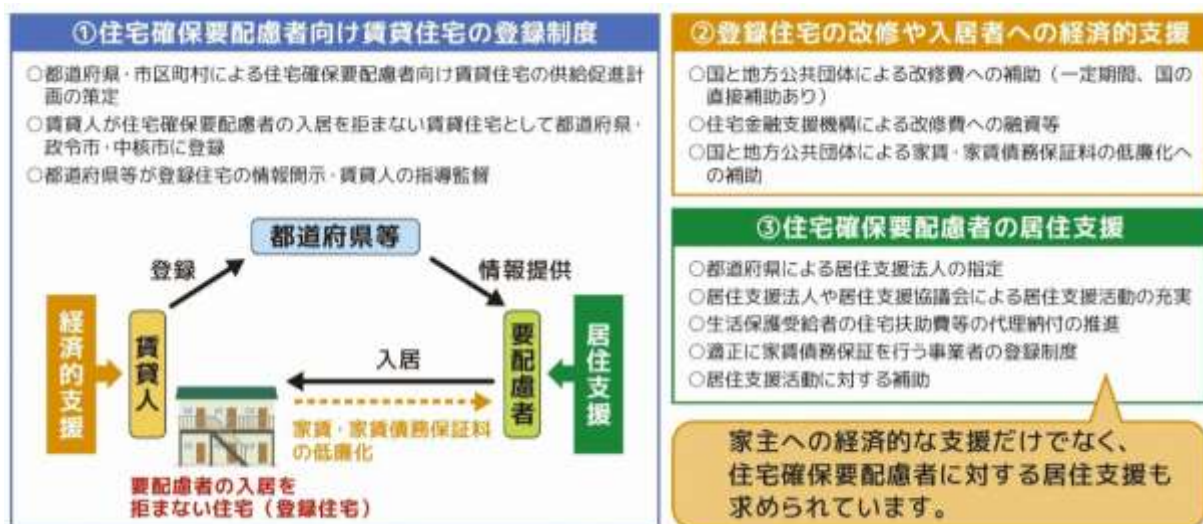 ①住宅確保要配慮者向け賃貸住宅の登録制度
○都道府県・市区町村による住宅確保要配慮者向け賃貸住宅の供給促進計
画の策定
○賃貸人が住宅確保要配慮者の入居を拒まない賃貸住宅として都道府県・
政令市・中核市に登録
○都道府県等が登録住宅の情報開示・賃貸人の指導監督
都道府県等
登録
情報提供
経済的支援
賃貸人
入居
要配慮者
居住支援
家賃・家賃債務保証料
の低廉化
要配慮者の入居を
拒まない住宅（登録住宅）
②登録住宅の改修や入居者への経済的支援
○国と地方公共団体による改修費への補助（一定期間、国の
直接補助あり）
○住宅金融支援機構による改修費への融資等
○国と地方公共団体による家賃・家賃債務保証料の低廉化へ
の補助
③住宅確保要配慮者の居住支援
○都道府県による居住支援法人の指定
○居住支援法人や居住支援協議会による居住支援活動の充実
○生活保護受給者の住宅扶助費等の代理納付の推進
○適正に家賃債務保証を行う事業者の登録制度
○居住支援活動に対する補助
家主への経済的な支援だけでなく、
住宅確保要配慮者に対する居住支援も
求められています。